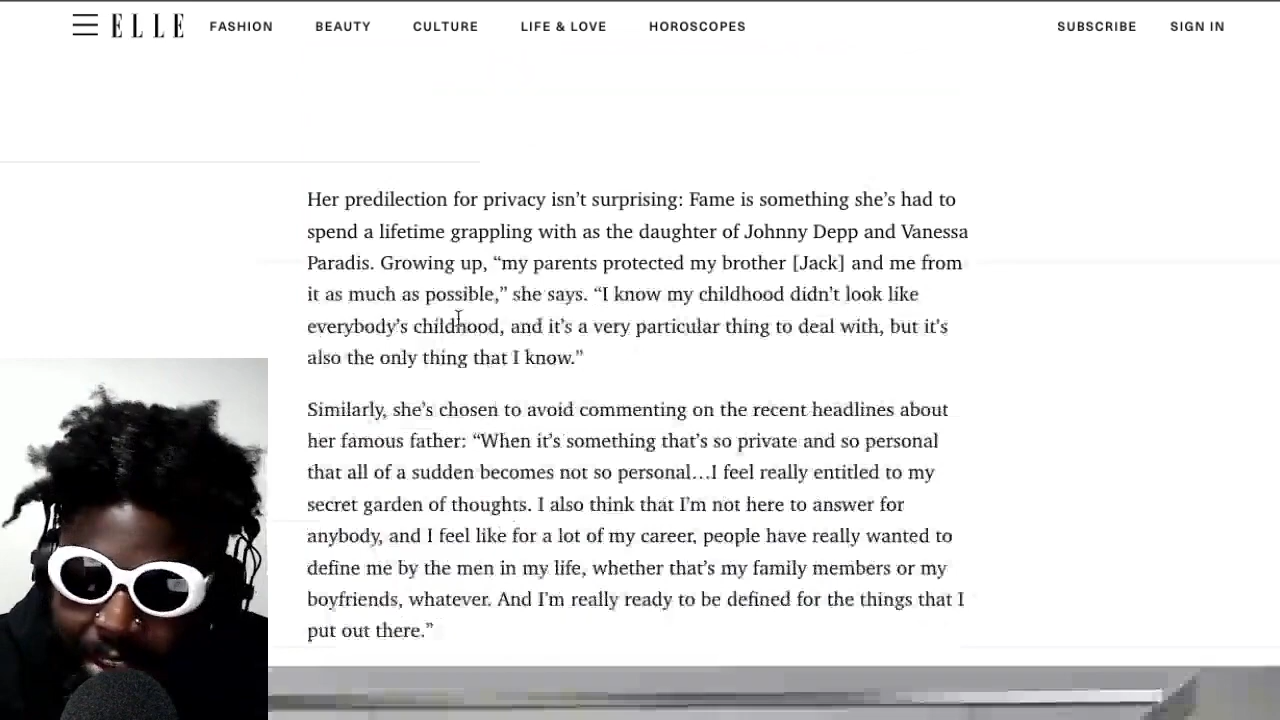 ELLE FASHION BEAUTY CULTURE LIFE & LOVE HOROSCOPES SUBSCRIBE SIGN IN
Her predilection for privacy isn’t surprising: Fame is something she’s had to
spend a lifetime grappling with as the daughter of Johnny Depp and Vanessa
Paradis. Growing up, “my parents protected my brother [Jack] and me from
it as much as possible,” she says. “I know my childhood didn’t look like
everybody’s childhood, and it’s a very particular thing to deal with, but it’s
also the only thing that I know.”
Similarly, she’s chosen to avoid commenting on the recent headlines about
her famous father: “When it’s something that’s so private and so personal
that all of a sudden becomes not so personal…I feel really entitled to my
secret garden of thoughts. I also think that I’m not here to answer for
anybody, and I feel like for a lot of my career, people have really wanted to
define me by the men in my life, whether that’s my family members or my
boyfriends, whatever. And I’m really ready to be defined for the things that I
put out there.”